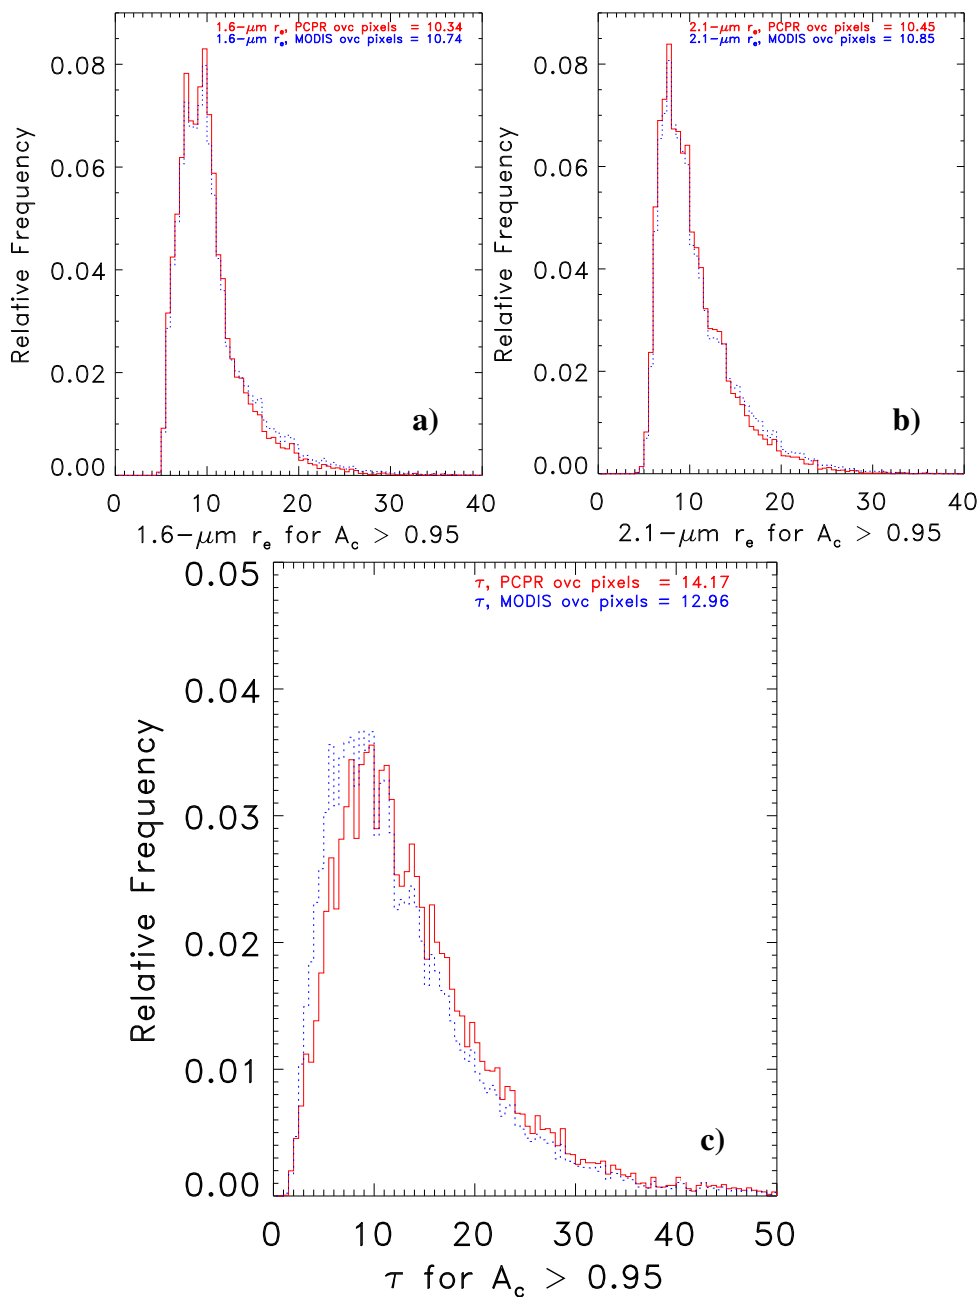 1.6-μm rₑ, PCPR ovc pixels = 10.34
1.6-μm rₑ, MODIS ovc pixels = 10.74
0.08
0.06
0.04
0.02
0.00
Relative Frequency
a)
0 10 20 30 40
1.6-μm rₑ for A_c > 0.95
2.1-μm rₑ, PCPR ovc pixels = 10.45
2.1-μm rₑ, MODIS ovc pixels = 10.85
0.08
0.06
0.04
0.02
0.00
Relative Frequency
b)
0 10 20 30 40
2.1-μm rₑ for A_c > 0.95
τ, PCPR ovc pixels = 14.17
τ, MODIS ovc pixels = 12.96
0.05
0.04
0.03
0.02
0.01
0.00
Relative Frequency
c)
0 10 20 30 40 50
τ for A_c > 0.95